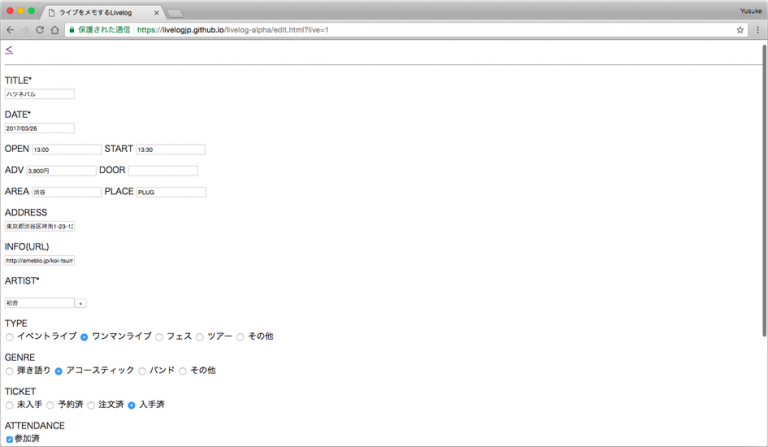 ライブをメモするLivelog
Yusuke
保護された通信 https://livelogjp.github.io/livelog-alpha/edit.html?live=1
<
TITLE*
ハツネバル
DATE*
2017/03/26
OPEN 13:00 START 13:30
ADV 3,900円 DOOR
AREA 渋谷 PLACE PLUG
ADDRESS
東京都渋谷区神南1-23-1
INFO(URL)
http://ameblo.jp/koi-tsum
ARTIST*
初音 +
TYPE
イベントライブ ワンマンライブ フェス ツアー その他
GENRE
弾き語り アコースティック バンド その他
TICKET
未入手 予約済 注文済 入手済
ATTENDANCE
参加済